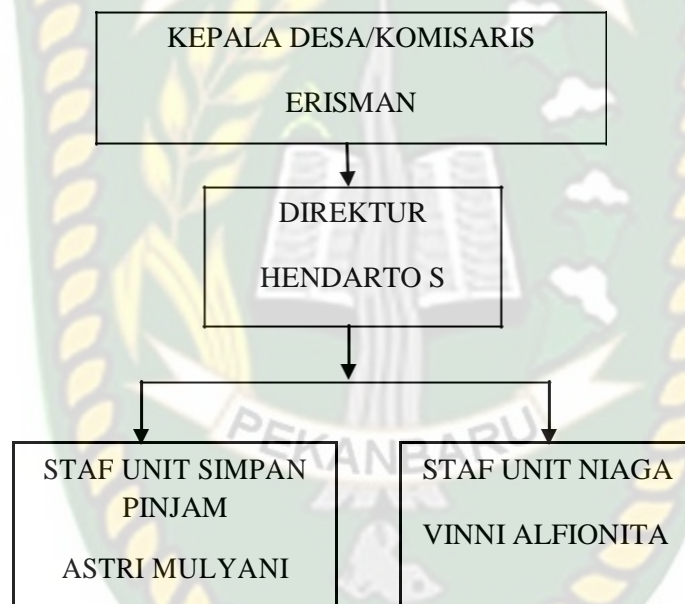 KEPALA DESA/KOMISARIS
ERISMAN
DIREKTUR
HENDARTO S
PEKANBARU
STAF UNIT SIMPAN
PINJAM
ASTRI MULYANI
STAF UNIT NIAGA
VINNI ALFIONITA